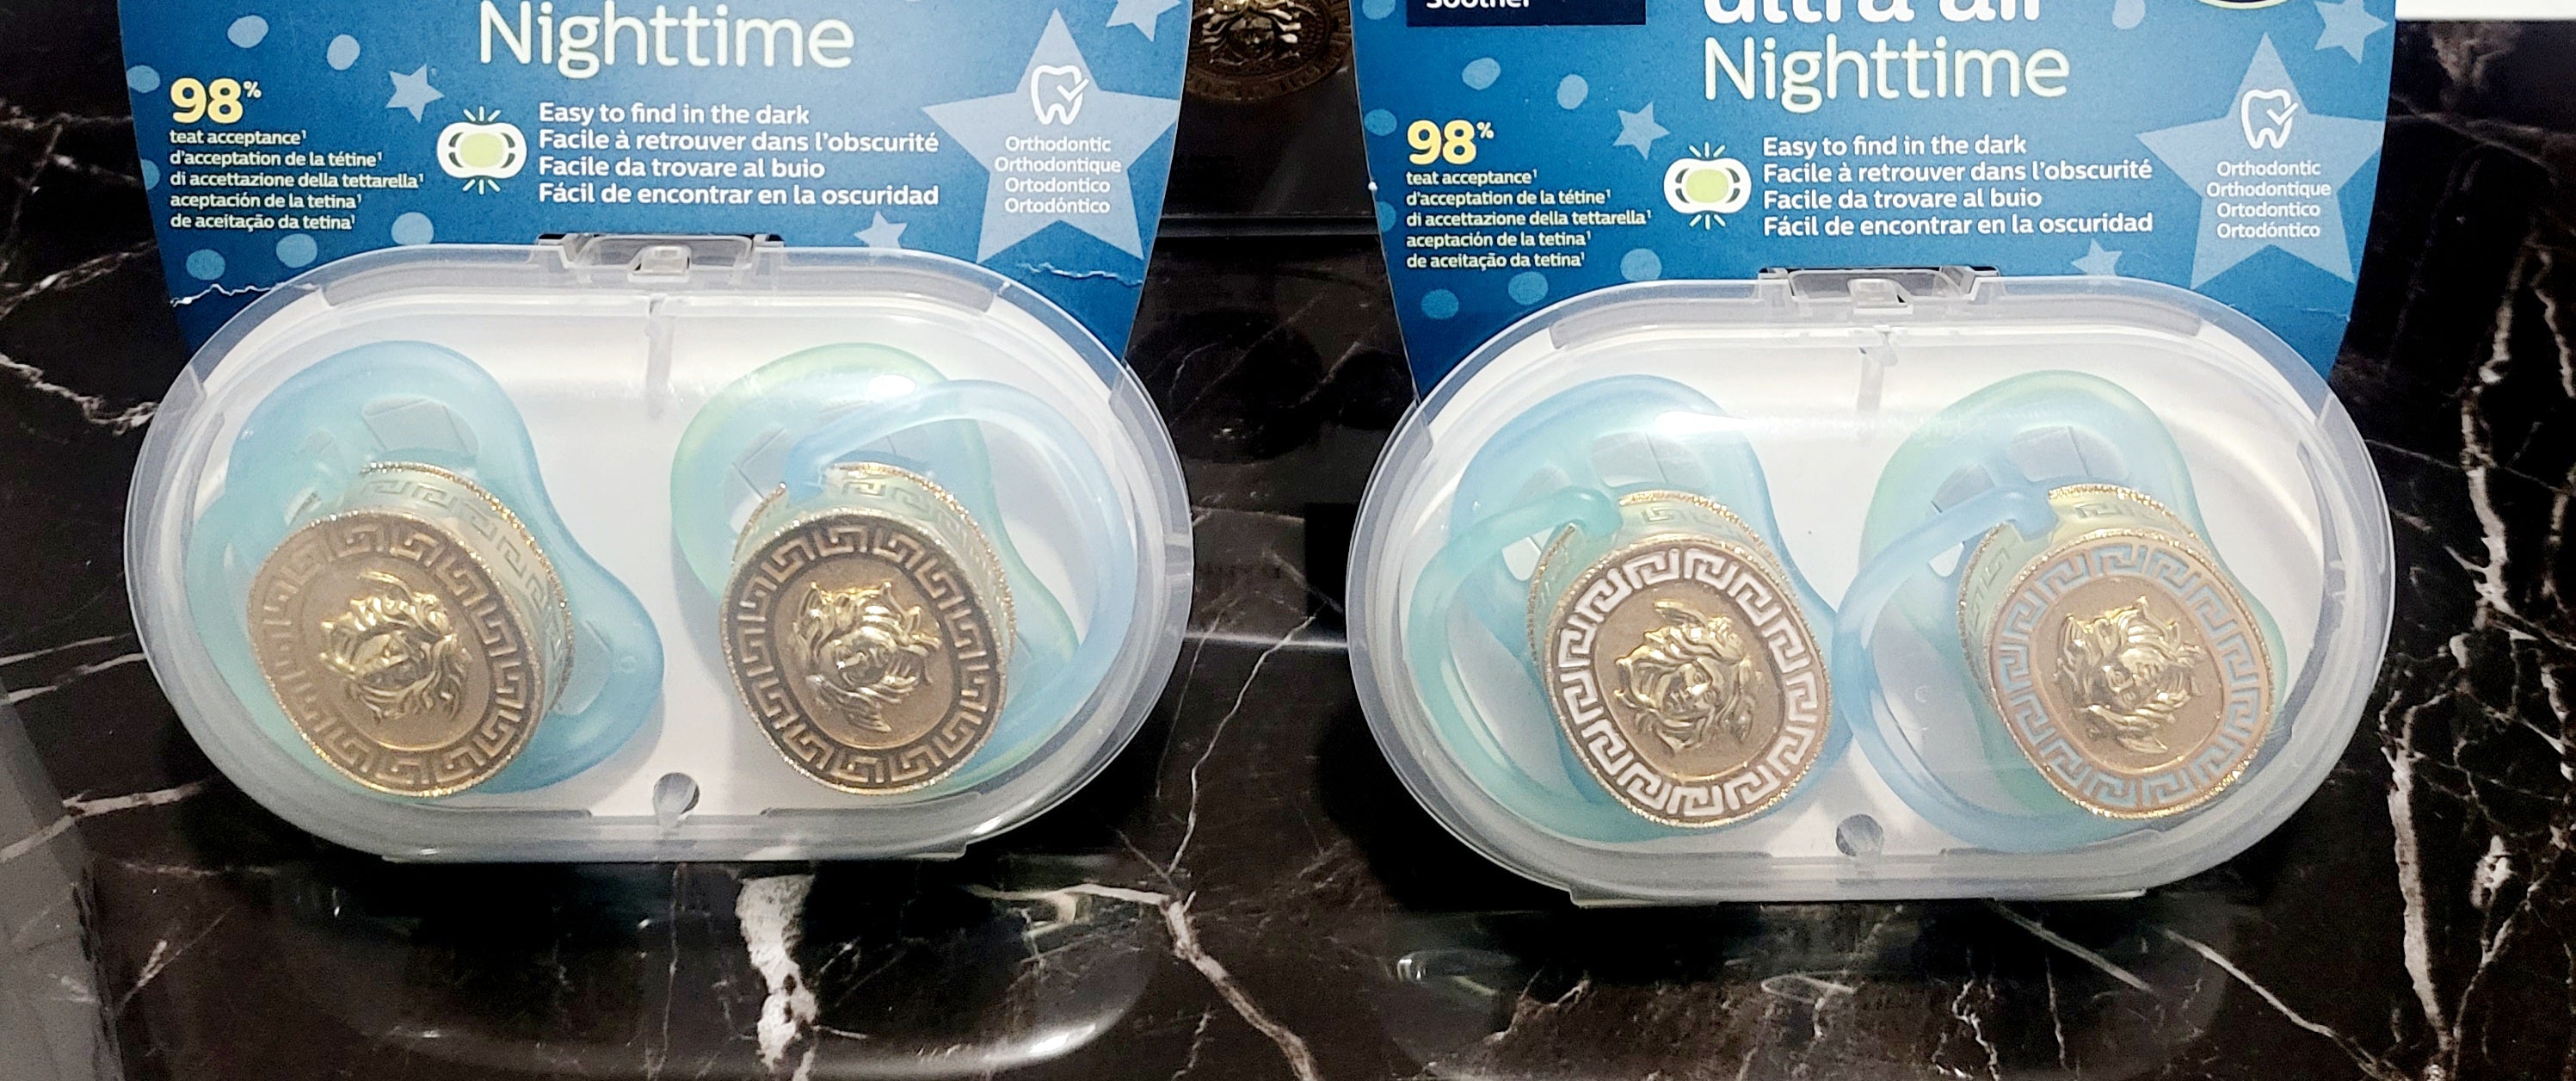 Nighttime
98%
teat acceptance¹
d'acceptation de la tétine¹
di accettazione della tettarella¹
aceptación de la tetina¹
de aceitação da tetina¹
Easy to find in the dark
Facile à retrouver dans l'obscurité
Facile da trovare al buio
Fácil de encontrar en la oscuridad
Orthodontic
Orthodontique
Ortodontico
Ortodóntico
Soother
ultra air
Nighttime
98%
teat acceptance¹
d'acceptation de la tétine¹
di accettazione della tettarella¹
aceptación de la tetina¹
de aceitação da tetina¹
Easy to find in the dark
Facile à retrouver dans l'obscurité
Facile da trovare al buio
Fácil de encontrar en la oscuridad
Orthodontic
Orthodontique
Ortodontico
Ortodóntico